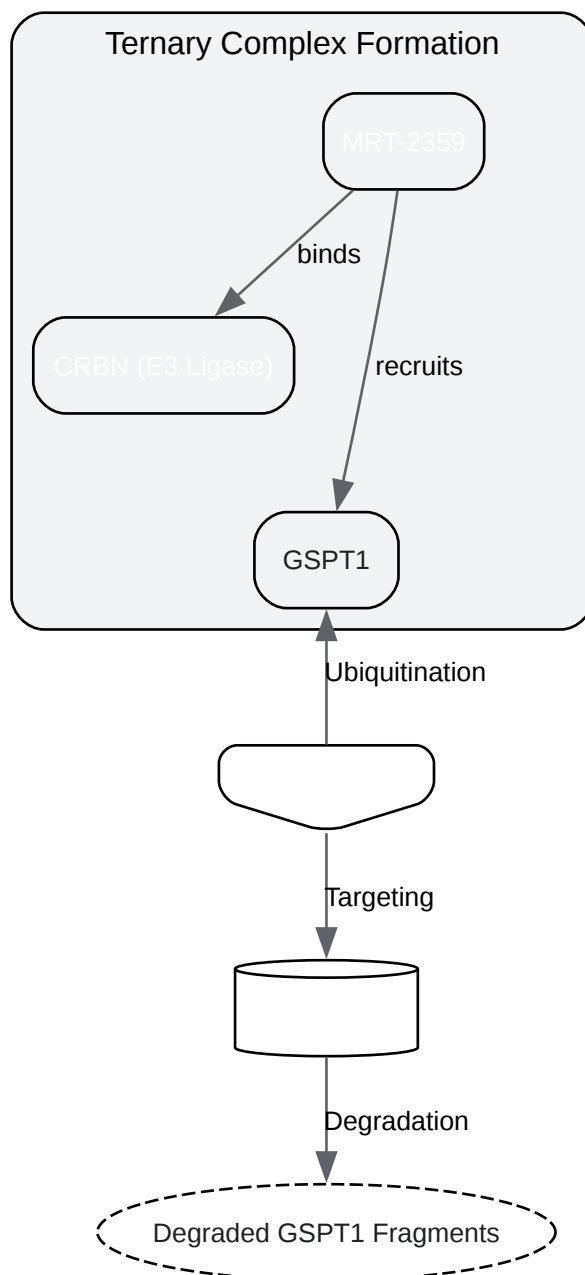 Ternary Complex Formation
MRT-2359
binds
CRBN (E3 Ligase)
recruits
GSPT1
Ubiquitination
Targeting
Degradation
Degraded GSPT1 Fragments